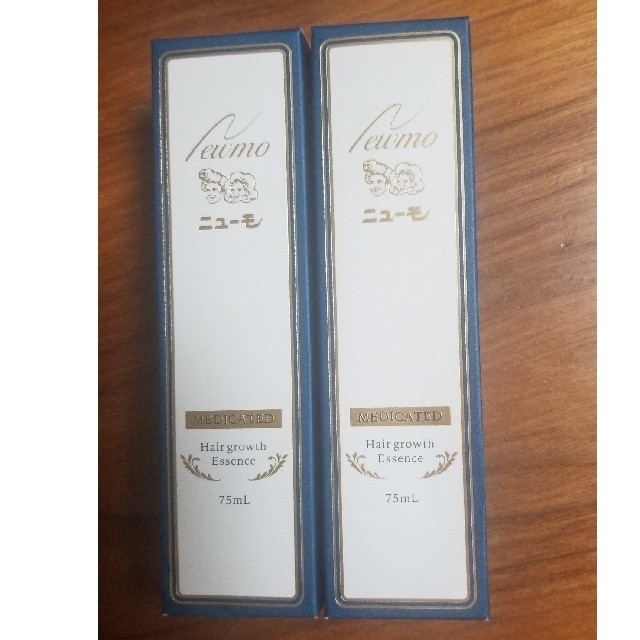 Newmo
ニューモ
MEDICATED
Hair growth
Essence
75mL
Newmo
ニューモ
MEDICATED
Hair growth
Essence
75mL